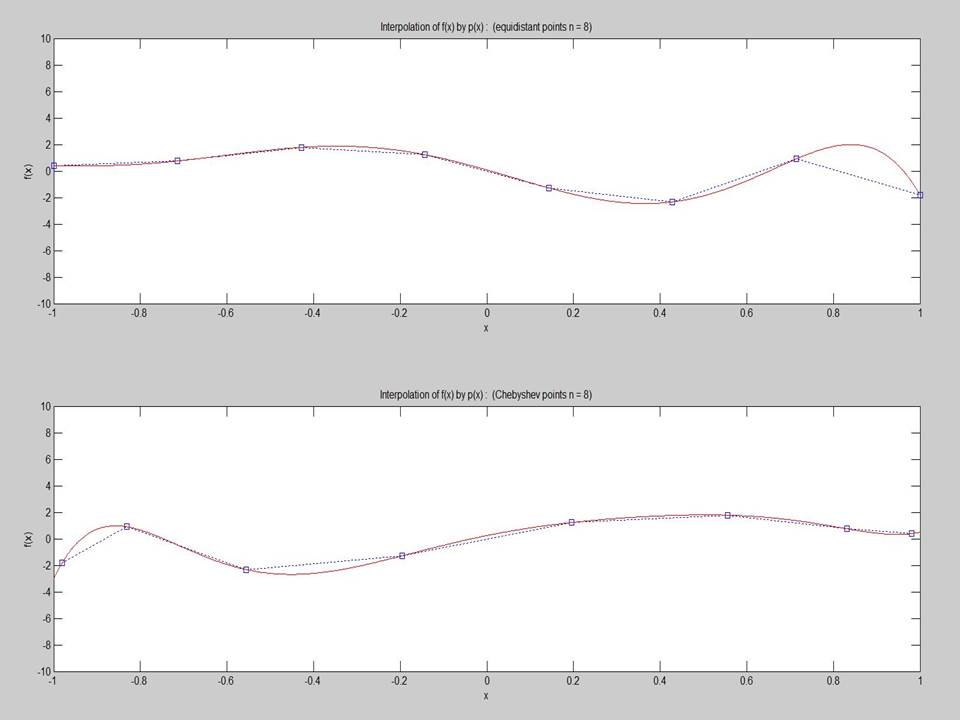 Interpolation of f(x) by p(x) : (equidistant points n = 8)
10
8
6
4
2
0
-2
-4
-6
-8
-10
f(x)
-1 -0.8 -0.6 -0.4 -0.2 0 0.2 0.4 0.6 0.8 1
x
Interpolation of f(x) by p(x) : (Chebyshev points n = 8)
10
8
6
4
2
0
-2
-4
-6
-8
-10
f(x)
-1 -0.8 -0.6 -0.4 -0.2 0 0.2 0.4 0.6 0.8 1
x